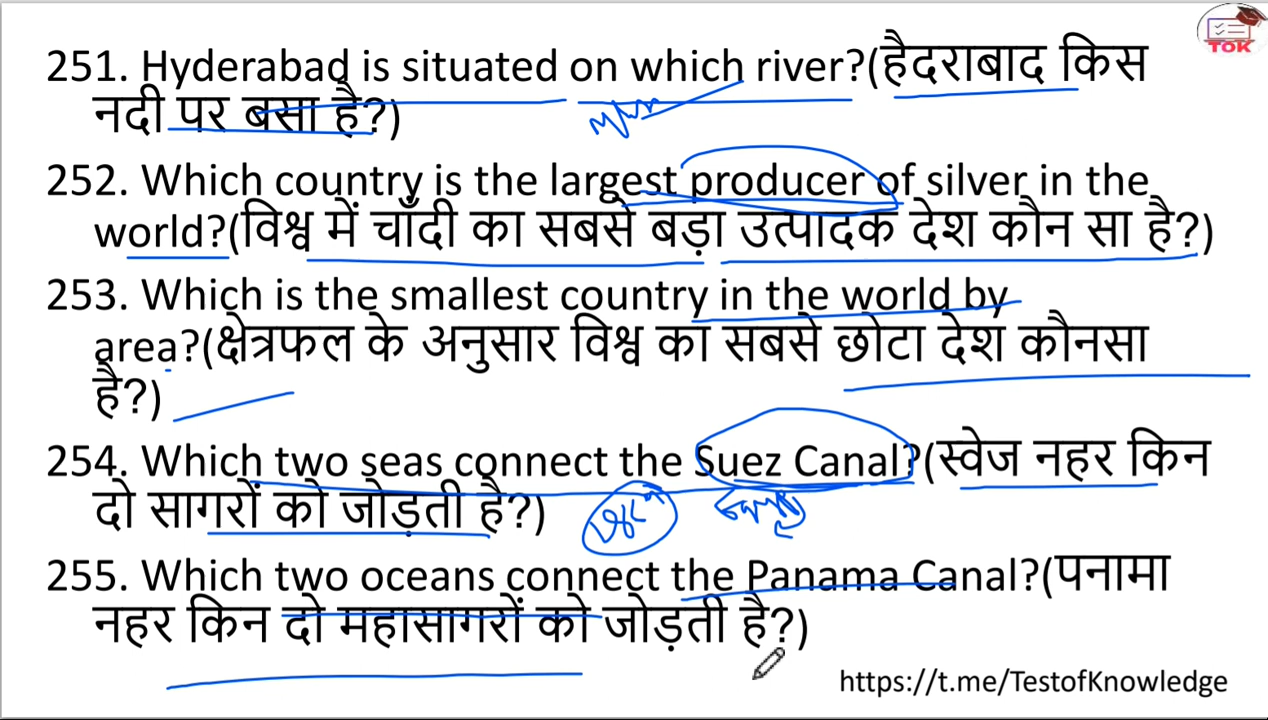 TOK
251. Hyderabad is situated on which river?(हैदराबाद किस
नदी पर बसा है?)
252. Which country is the largest producer of silver in the
world?(विश्व में चाँदी का सबसे बड़ा उत्पादक देश कौन सा है?)
253. Which is the smallest country in the world by
area?(क्षेत्रफल के अनुसार विश्व का सबसे छोटा देश कौनसा
है?)
254. Which two seas connect the Suez Canal?(स्वेज नहर किन
दो सागरों को जोड़ती है?)
255. Which two oceans connect the Panama Canal?(पनामा
नहर किन दो महासागरों को जोड़ती है?)
https://t.me/TestofKnowledge